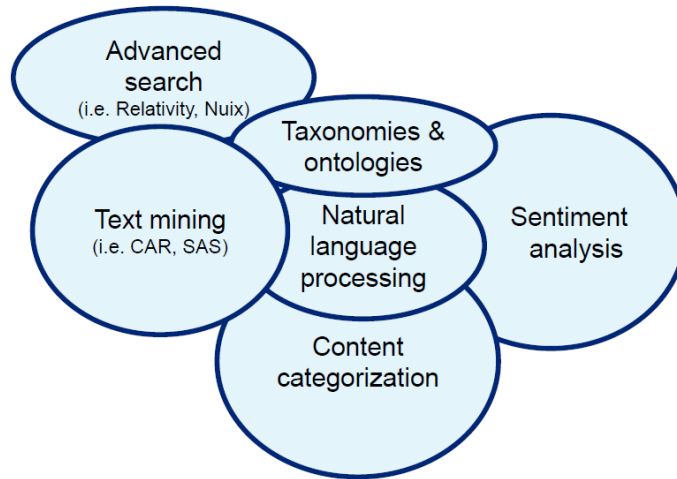 Advanced
search
(i.e. Relativity, Nuix)
Taxonomies &
ontologies
Text mining
(i.e. CAR, SAS)
Natural
language
processing
Sentiment
analysis
Content
categorization